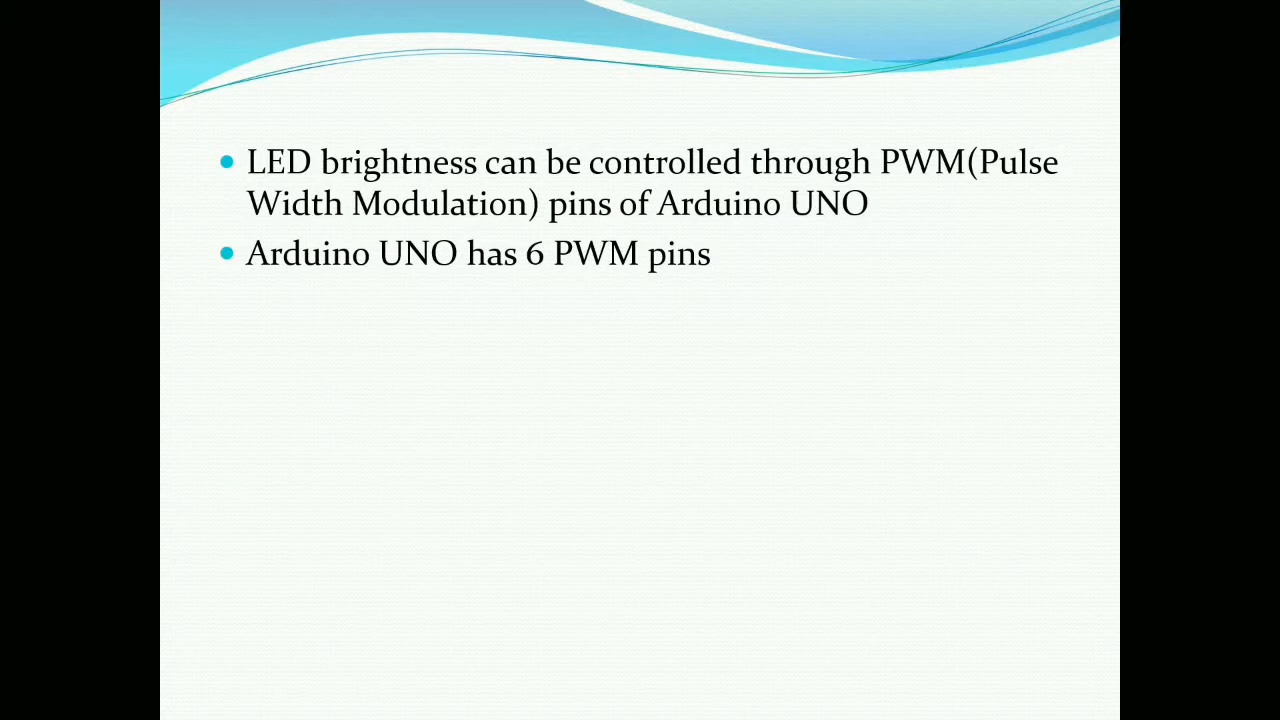 LED brightness can be controlled through PWM(Pulse
Width Modulation) pins of Arduino UNO
Arduino UNO has 6 PWM pins